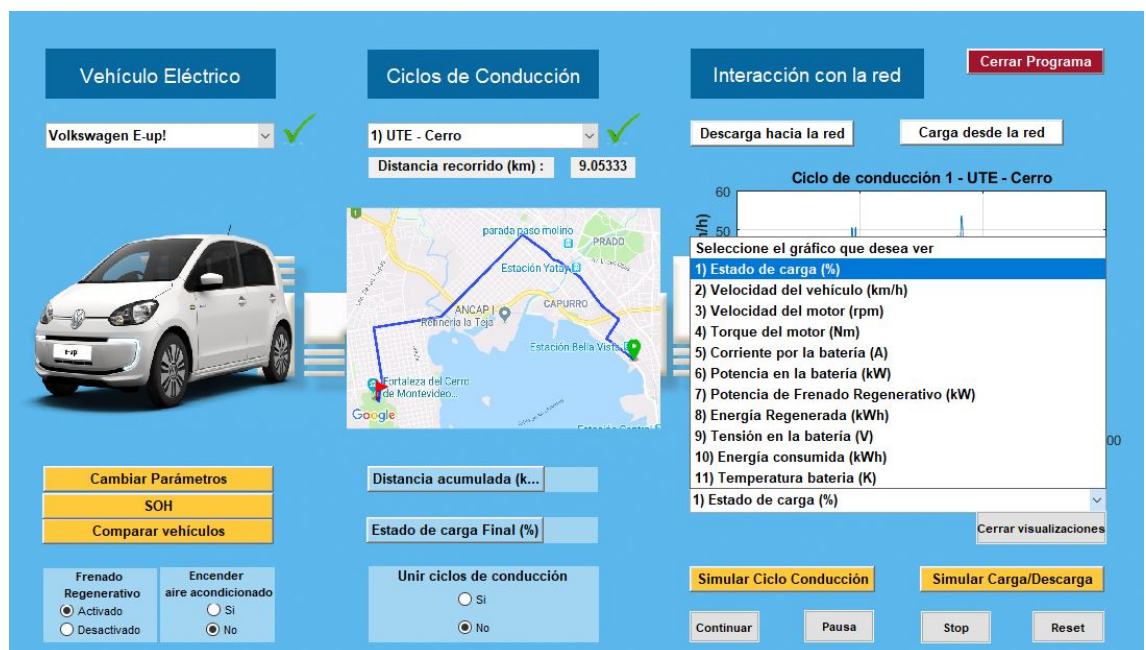 Vehículo Eléctrico
Ciclos de Conducción
Interacción con la red
Cerrar Programa
Volkswagen E-up!
1) UTE - Cerro
Distancia recorrido (km) : 9.05333
Descarga hacia la red
Carga desde la red
Ciclo de conducción 1 - UTE - Cerro
60
50
Seleccione el gráfico que desea ver
1) Estado de carga (%)
2) Velocidad del vehículo (km/h)
3) Velocidad del motor (rpm)
4) Torque del motor (Nm)
5) Corriente por la batería (A)
6) Potencia en la batería (kW)
7) Potencia de Frenado Regenerativo (kW)
8) Energía Regenerada (kWh)
9) Tensión en la batería (V)
10) Energía consumida (kWh)
11) Temperatura bateria (K)
1) Estado de carga (%)
00
Cerrar visualizaciones
parada paso molino
PRADO
Estación Yatay
ANCAP
Refinería la Teja
CAPURRO
Estación Bella Vista
Fortaleza del Cerro
de Montevideo...
Google
Cambiar Parámetros
SOH
Comparar vehículos
Distancia acumulada (k...
Estado de carga Final (%)
Frenado
Regenerativo
Activado
Desactivado
Encender
aire acondicionado
Si
No
Unir ciclos de conducción
Si
No
Simular Ciclo Conducción
Simular Carga/Descarga
Continuar
Pausa
Stop
Reset